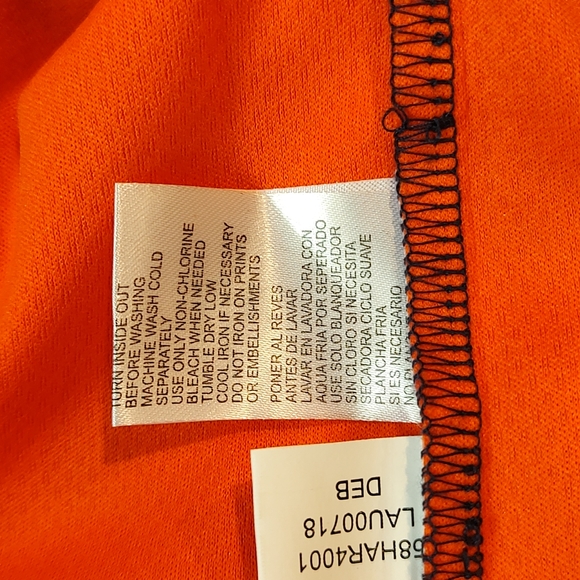 TURN INSIDE OUT
BEFORE WASHING
MACHINE WASH COLD
SEPARATELY
USE ONLY NON-CHLORINE
BLEACH WHEN NEEDED
TUMBLE DRY LOW
COOL IRON IF NECESSARY
DO NOT IRON ON PRINTS
OR EMBELLISHMENTS
PONER AL REVES
ANTES DE LAVAR
LAVAR EN LAVADORA CON
AQUA FRIA POR SEPERADO
USE SOLO BLANQUEADOR
SIN CLORO SI NECESITA
SECADORA CICLO SUAVE
PLANCHA FRIA
SI ES NECESARIO
68HAR4001
LAU00718
DEB